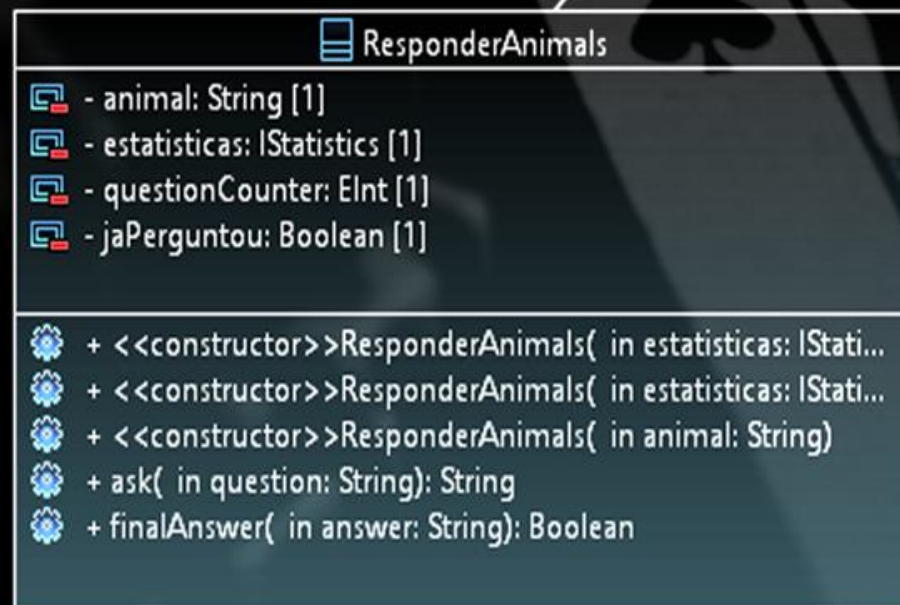 ResponderAnimals
- animal: String [1]
- estatisticas: IStatistics [1]
- questionCounter: EInt [1]
- jaPerguntou: Boolean [1]
+ <<constructor>>ResponderAnimals( in estatisticas: IStati...
+ <<constructor>>ResponderAnimals( in estatisticas: IStati...
+ <<constructor>>ResponderAnimals( in animal: String)
+ ask( in question: String): String
+ finalAnswer( in answer: String): Boolean